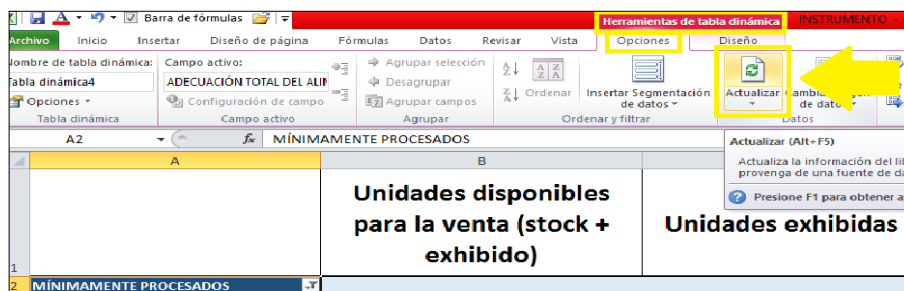 Barra de fórmulas
Herramientas de tabla dinámica INSTRUMENTO -
Archivo Inicio Insertar Diseño de página Fórmulas Datos Revisar Vista Opciones Diseño
Nombre de tabla dinámica: Campo activo: Agrupar selección
Tabla dinámica4 ADECUACIÓN TOTAL DEL ALI Desagrupar Ordenar Insertar Segmentación de datos Actualizar
Opciones Configuración de campo Agrupar campos de datos
Tabla dinámica Campo activo Agrupar Ordenar y filtrar Datos
A2 fx MÍNIMAMENTE PROCESADOS
Actualizar (Alt+F5)
Actualiza la información del
provenga de una fuente de
Presione F1 para obtener
A B
Unidades disponibles
para la venta (stock +
exhibido)
Unidades exhibidas
1
2 MÍNIMAMENTE PROCESADOS